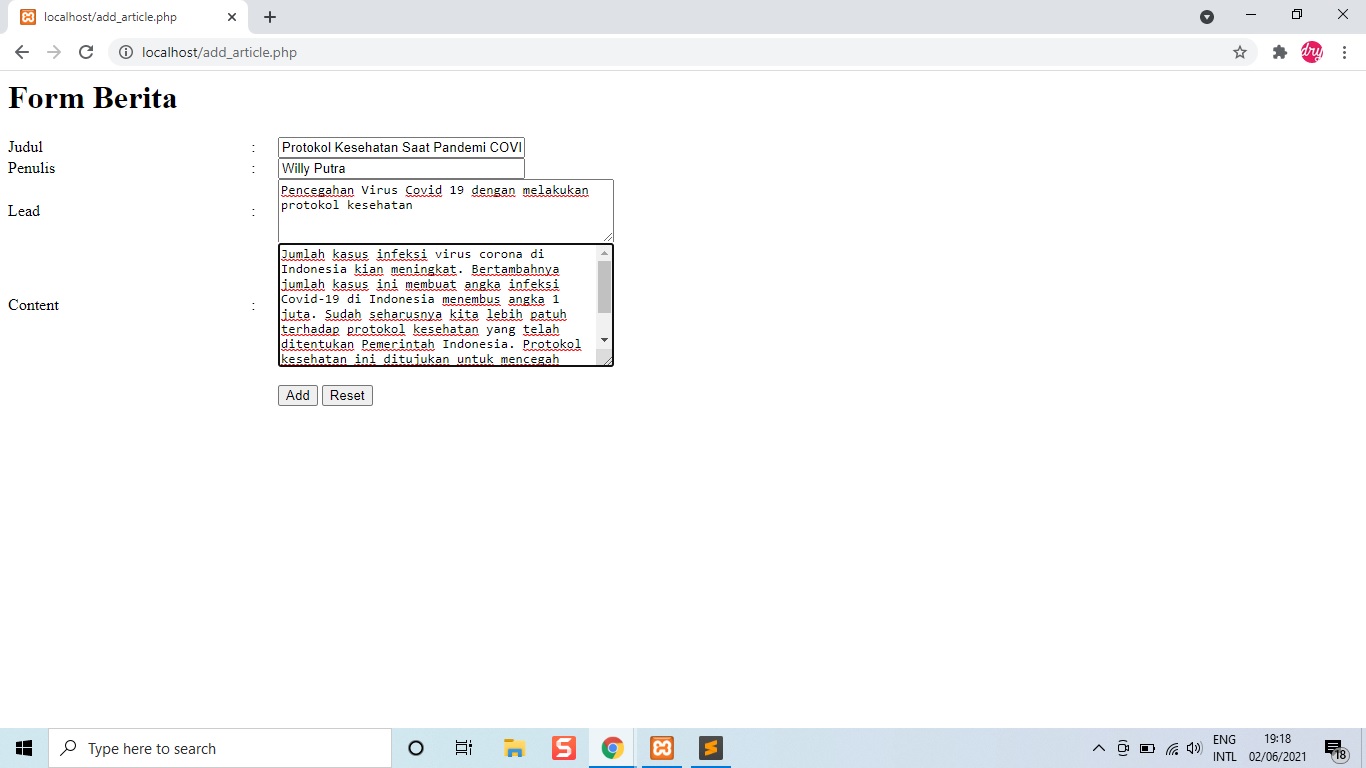 localhost/add_article.php
localhost/add_article.php
dry
Form Berita
Judul : Protokol Kesehatan Saat Pandemi COVI
Penulis : Willy Putra
Lead :
Pencegahan Virus Covid 19 dengan melakukan
protokol kesehatan
Content :
Jumlah kasus infeksi virus corona di
Indonesia kian meningkat. Bertambahnya
jumlah kasus ini membuat angka infeksi
Covid-19 di Indonesia menembus angka 1
juta. Sudah seharusnya kita lebih patuh
terhadap protokol kesehatan yang telah
ditentukan Pemerintah Indonesia. Protokol
kesehatan ini ditujukan untuk mencegah
Add Reset
Type here to search
ENG
INTL
19:18
02/06/2021
18